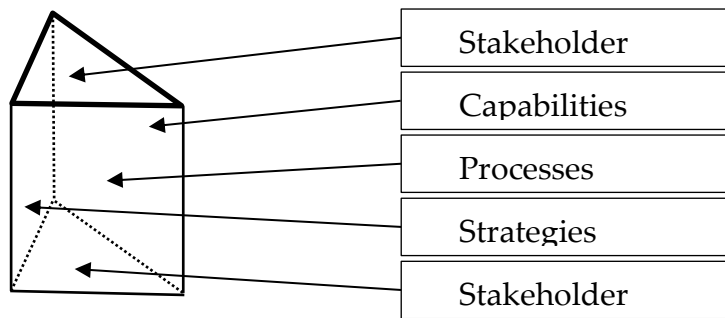 Stakeholder
Capabilities
Processes
Strategies
Stakeholder